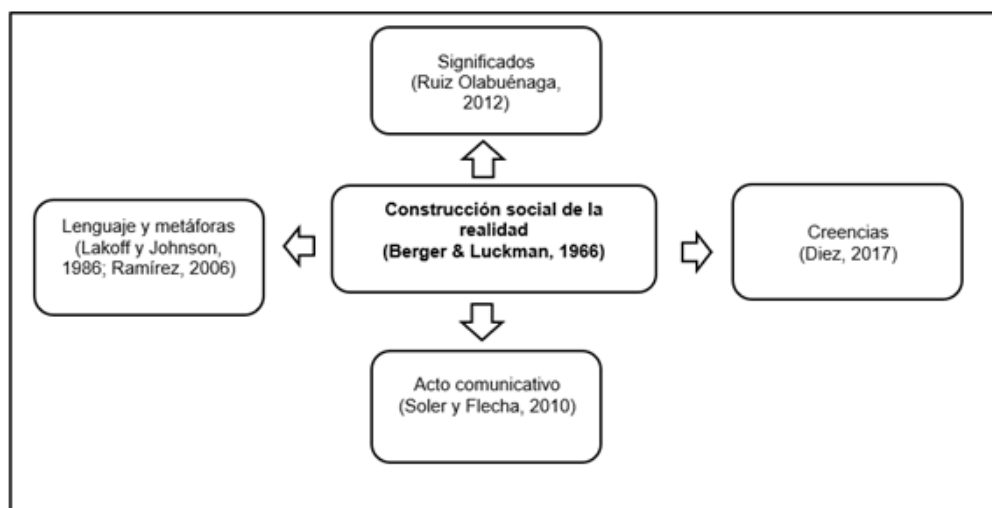 Significados
(Ruiz Olabuénaga,
2012)
Lenguaje y metáforas
(Lakoff y Johnson,
1986; Ramírez, 2006)
Construcción social de la
realidad
(Berger & Luckman, 1966)
Creencias
(Diez, 2017)
Acto comunicativo
(Soler y Flecha, 2010)